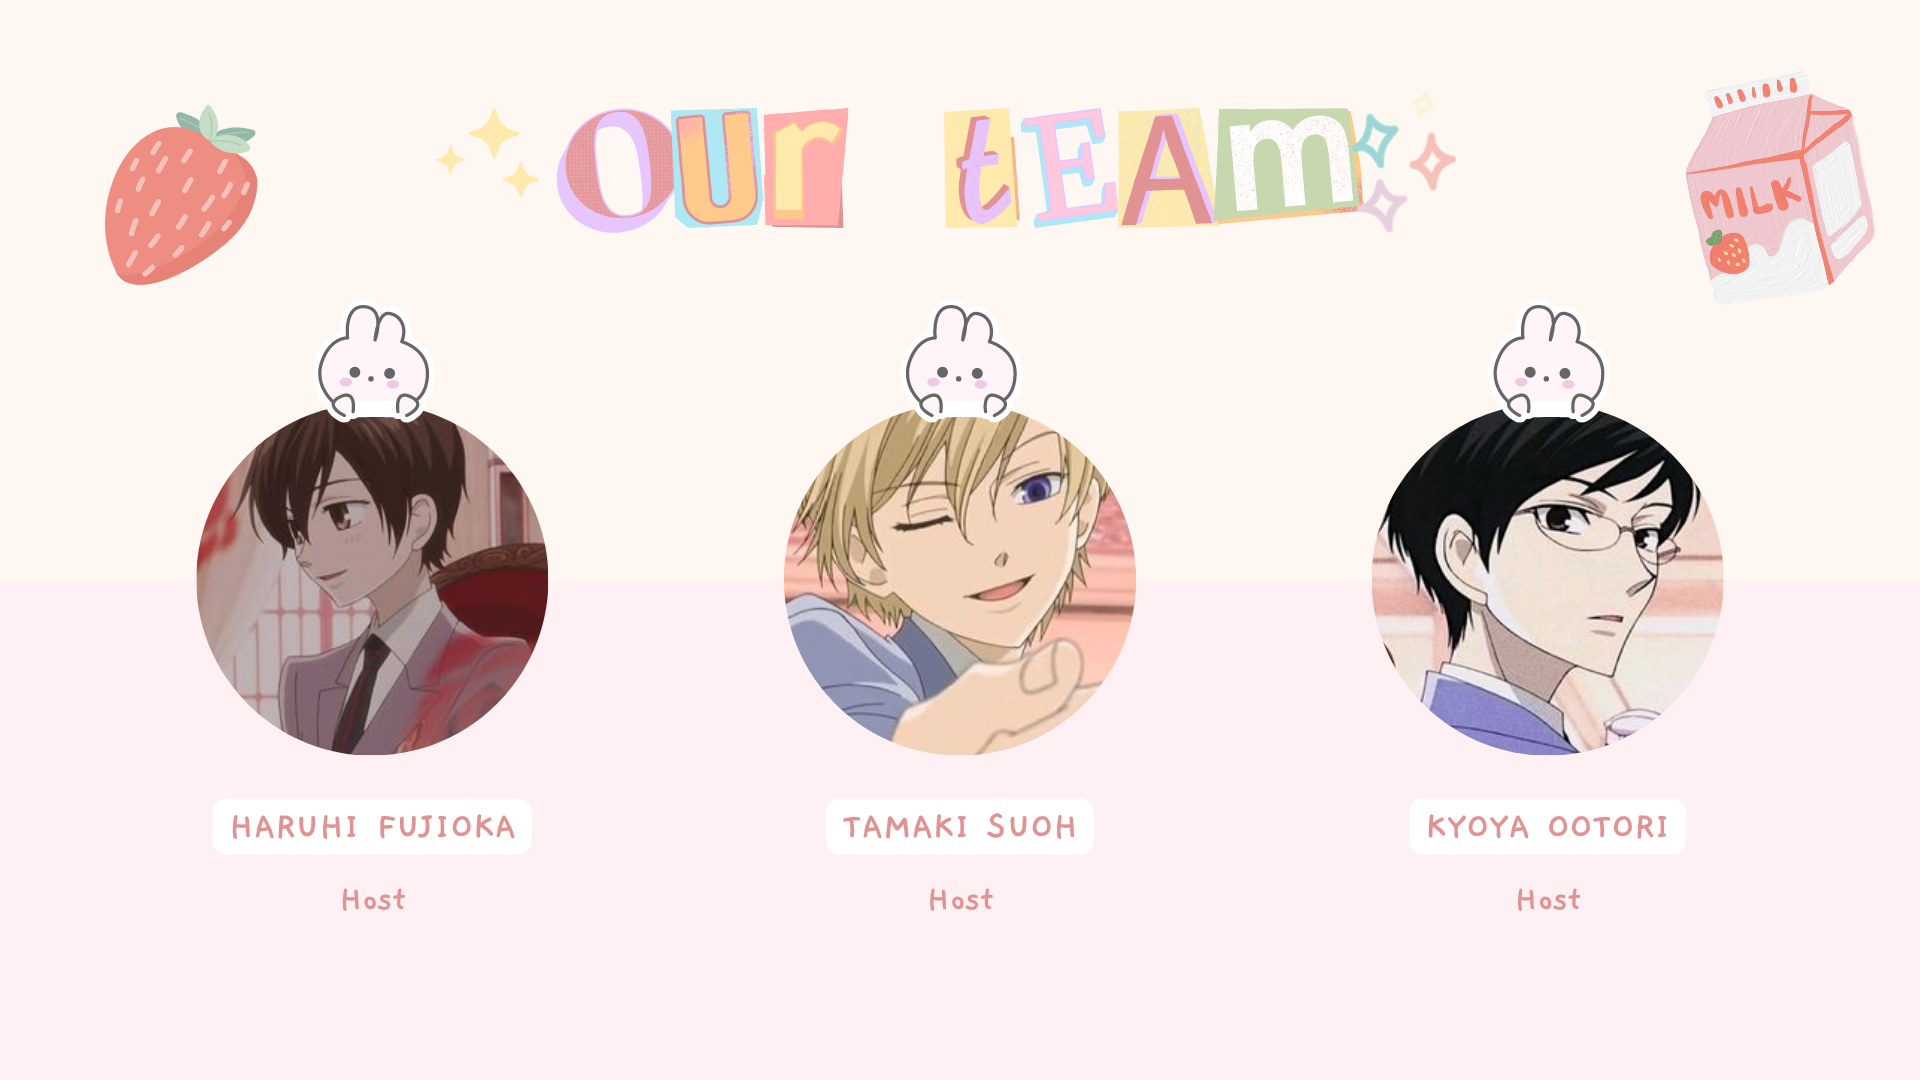 Our tEAm
MILK
HARUHI FUJIOKA
TAMAKI SUOH
KYOYA OOTORI
Host
Host
Host